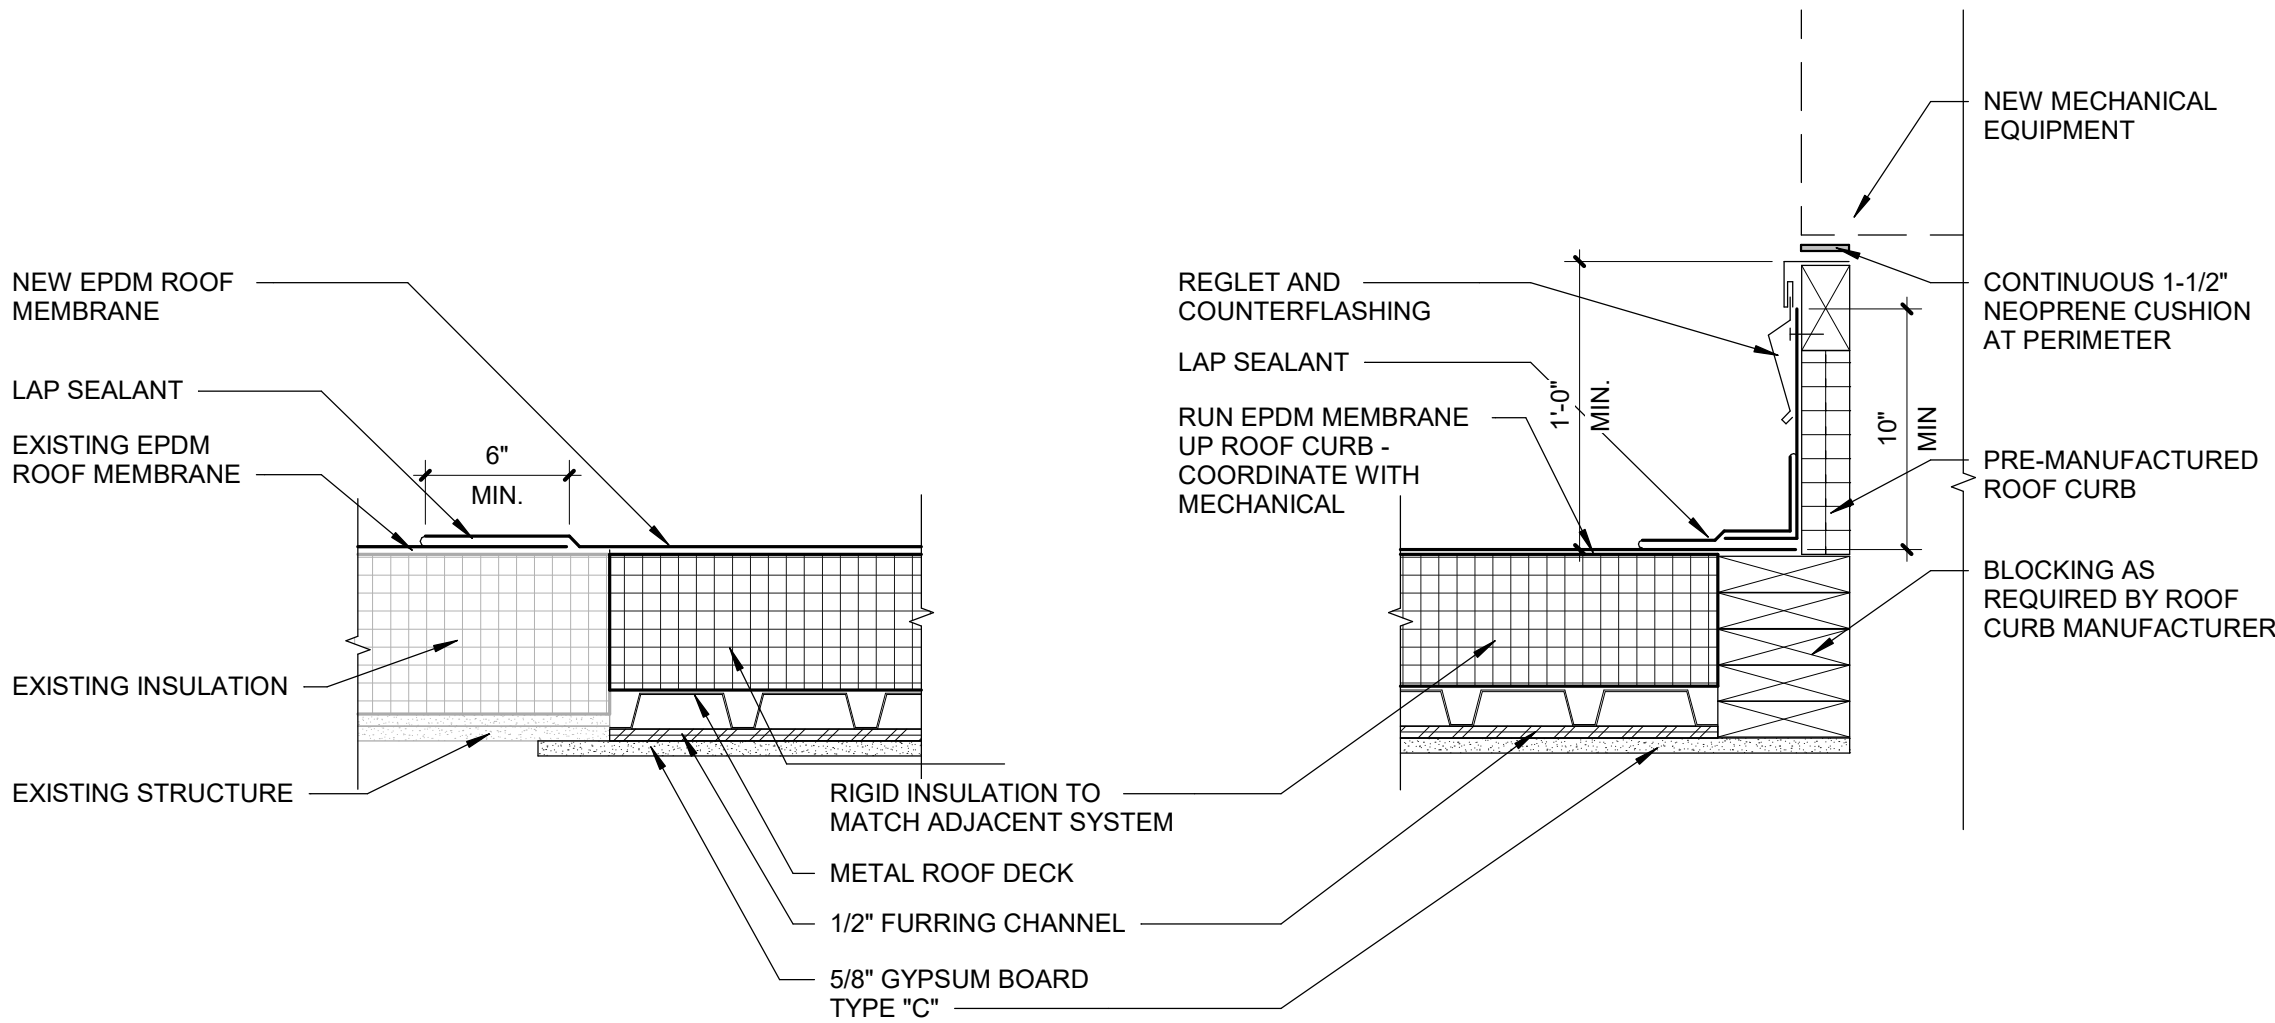 NEW EPDM ROOF
MEMBRANE
LAP SEALANT
EXISTING EPDM
ROOF MEMBRANE
6"
MIN.
EXISTING INSULATION
EXISTING STRUCTURE
RIGID INSULATION TO
MATCH ADJACENT SYSTEM
METAL ROOF DECK
1/2" FURRING CHANNEL
5/8" GYPSUM BOARD
TYPE "C"
REGLET AND
COUNTERFLASHING
LAP SEALANT
RUN EPDM MEMBRANE
UP ROOF CURB -
COORDINATE WITH
MECHANICAL
1'-0"
MIN.
10"
MIN
NEW MECHANICAL
EQUIPMENT
CONTINUOUS 1-1/2"
NEOPRENE CUSHION
AT PERIMETER
PRE-MANUFACTURED
ROOF CURB
BLOCKING AS
REQUIRED BY ROOF
CURB MANUFACTURER